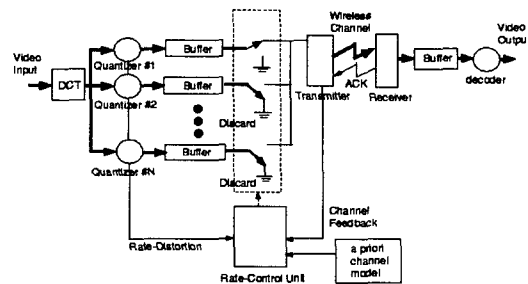 Video
Input
DCT
Quantizer #1
Buffer
Quantizer #2
Buffer
Discard
Quantizer #N
Buffer
Discard
Wireless
Channel
Transmitter
ACK
Receiver
Buffer
decoder
Video
Output
Rate-Distortion
Channel
Feedback
Rate-Control Unit
a priori
channel
model